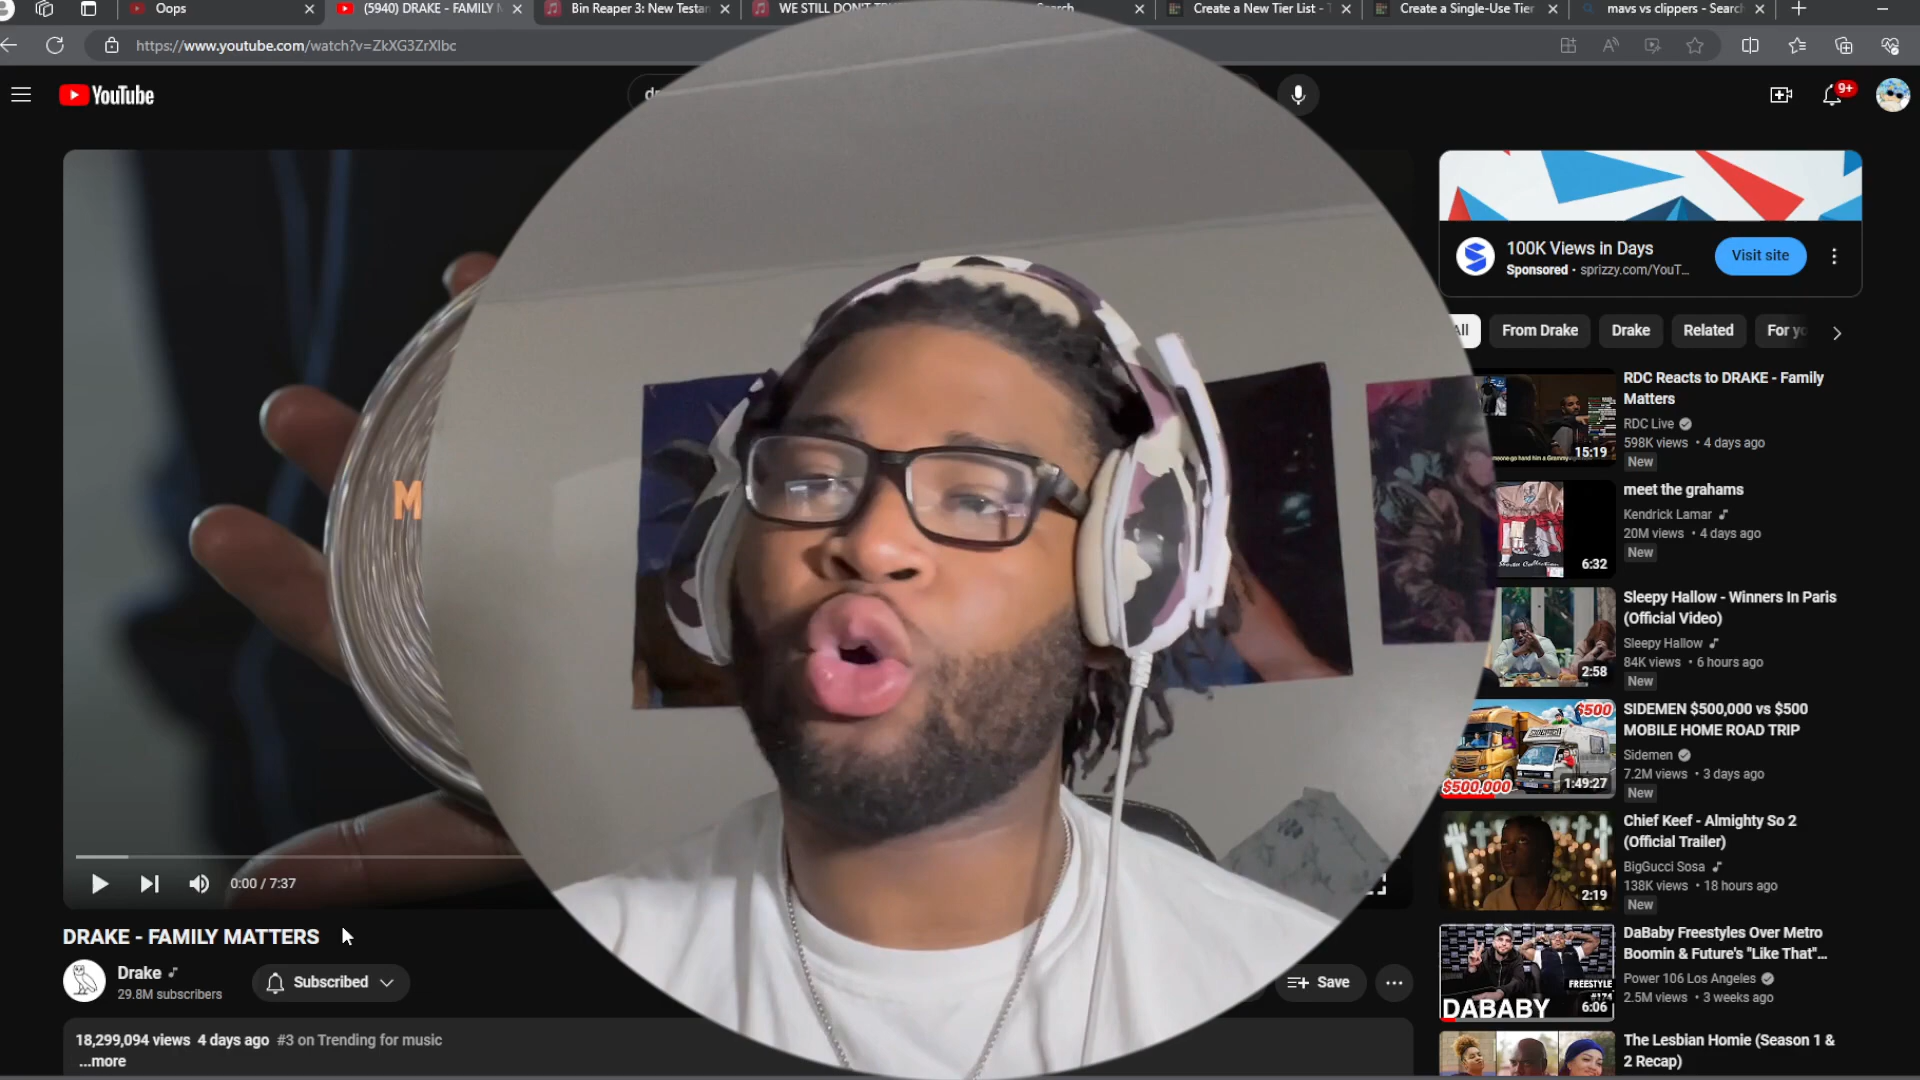 Oops
(5940) DRAKE - FAMILY M
Bin Reaper 3: New Testan
WE STILL DON'T
Search
Create a New Tier List -
Create a Single-Use Tier
mavs vs clippers - Search
https://www.youtube.com/watch?v=ZkXG3ZrXlbc
YouTube
dr
9+
M
0:00 / 7:37
DRAKE - FAMILY MATTERS
Drake
29.8M subscribers
Subscribed
Save
18,299,094 views 4 days ago #3 on Trending for music
...more
100K Views in Days
Sponsored • sprizzy.com/YouT...
Visit site
All
From Drake
Drake
Related
For yo
RDC Reacts to DRAKE - Family
Matters
RDC Live
598K views • 4 days ago
New
15:19
meet the grahams
Kendrick Lamar
20M views • 4 days ago
New
6:32
Sleepy Hallow - Winners In Paris
(Official Video)
Sleepy Hallow
84K views • 6 hours ago
New
2:58
SIDEMEN $500,000 vs $500
MOBILE HOME ROAD TRIP
Sidemen
7.2M views • 3 days ago
New
$500
$500,000
1:49:27
Chief Keef - Almighty So 2
(Official Trailer)
BigGucci Sosa
138K views • 18 hours ago
New
2:19
DaBaby Freestyles Over Metro
Boomin & Future's "Like That"...
Power 106 Los Angeles
2.5M views • 3 weeks ago
FREESTYLE
#174
DABABY
6:06
The Lesbian Homie (Season 1 &
2 Recap)